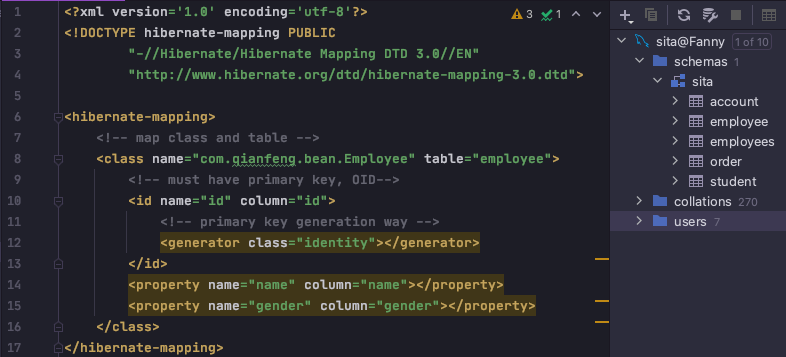 1 <?xml version='1.0' encoding='utf-8'?>
2 <!DOCTYPE hibernate-mapping PUBLIC
3 "-//Hibernate/Hibernate Mapping DTD 3.0//EN"
4 "http://www.hibernate.org/dtd/hibernate-mapping-3.0.dtd">
5
6 <hibernate-mapping>
7 <!-- map class and table -->
8 <class name="com.qianfeng.bean.Employee" table="employee">
9 <!-- must have primary key, OID-->
10 <id name="id" column="id">
11 <!-- primary key generation way -->
12 <generator class="identity"></generator>
13 </id>
14 <property name="name" column="name"></property>
15 <property name="gender" column="gender"></property>
16 </class>
17 </hibernate-mapping>
3 1
sita@Fanny 1 of 10
schemas 1
sita
account
employee
employees
order
student
collations 270
users 7